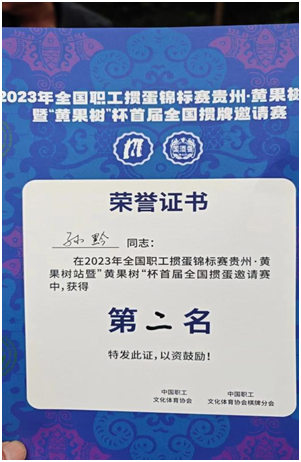 2023年全国职工掼蛋锦标赛贵州·黄果树
暨“黄果树”杯首届全国掼牌邀请赛
荣誉证书
孙黔 同志：
在2023年全国职工掼蛋锦标赛贵州·黄
果树站暨”黄果树“杯首届全国掼蛋邀请赛
中，获得
第二名
特发此证，以资鼓励！
中国职工
文化体育协会
中国职工
文化体育协会棋牌分会